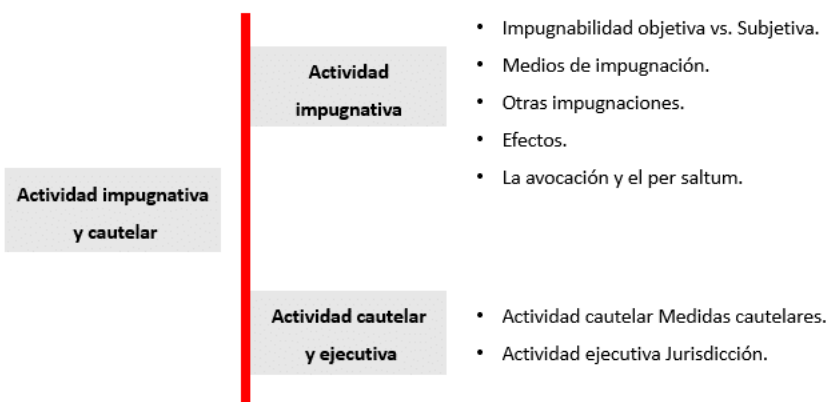 Actividad impugnativa
y cautelar
Actividad
impugnativa
• Impugnabilidad objetiva vs. Subjetiva.
• Medios de impugnación.
• Otras impugnaciones.
• Efectos.
• La avocación y el per saltum.
Actividad cautelar
y ejecutiva
• Actividad cautelar Medidas cautelares.
• Actividad ejecutiva Jurisdicción.